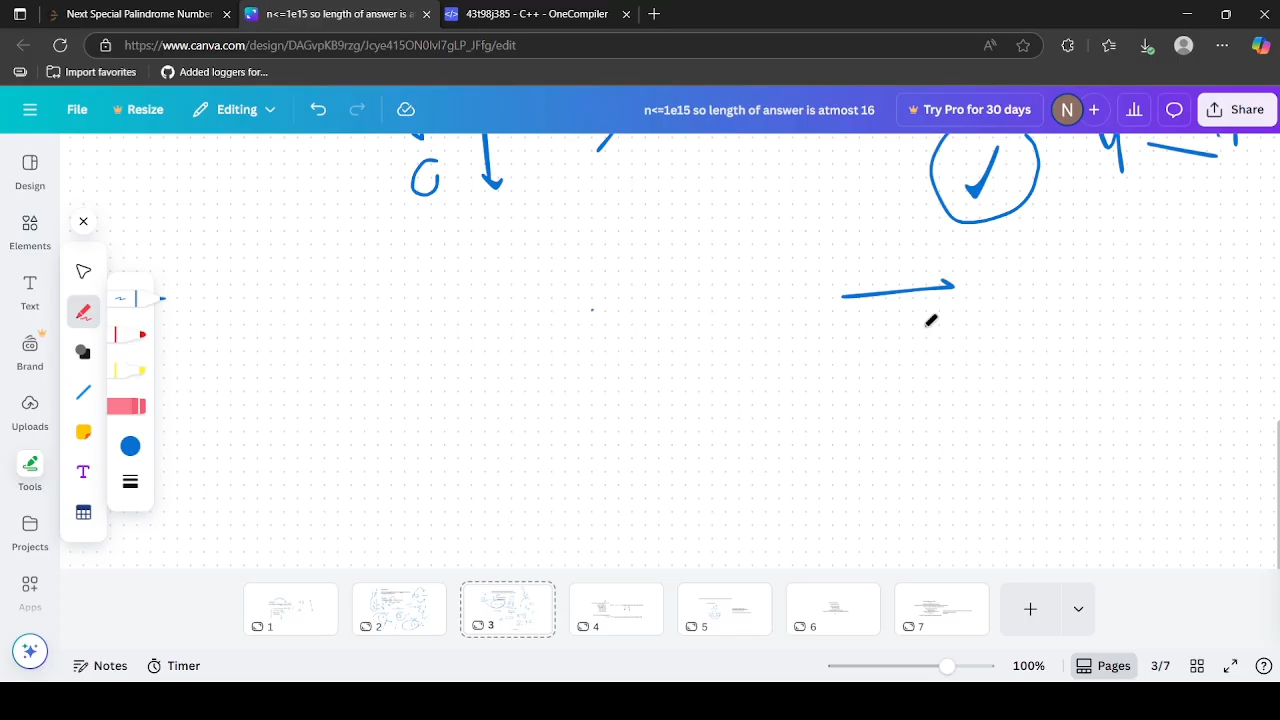 Next Special Palindrome Number
n<=1e15 so length of answer is a
43t98j385 - C++ - OneCompiler
https://www.canva.com/design/DAGvpKB9rzg/Jcye415ON0lvl7gLP_JFfg/edit
Import favorites
Added loggers for...
File
Resize
Editing
n<=1e15 so length of answer is atmost 16
N
Try Pro for 30 days
Share
Design
Elements
Text
Brand
Uploads
Tools
Projects
Apps
0
1
2
3
4
5
6
7
Notes
Timer
100%
Pages
3/7